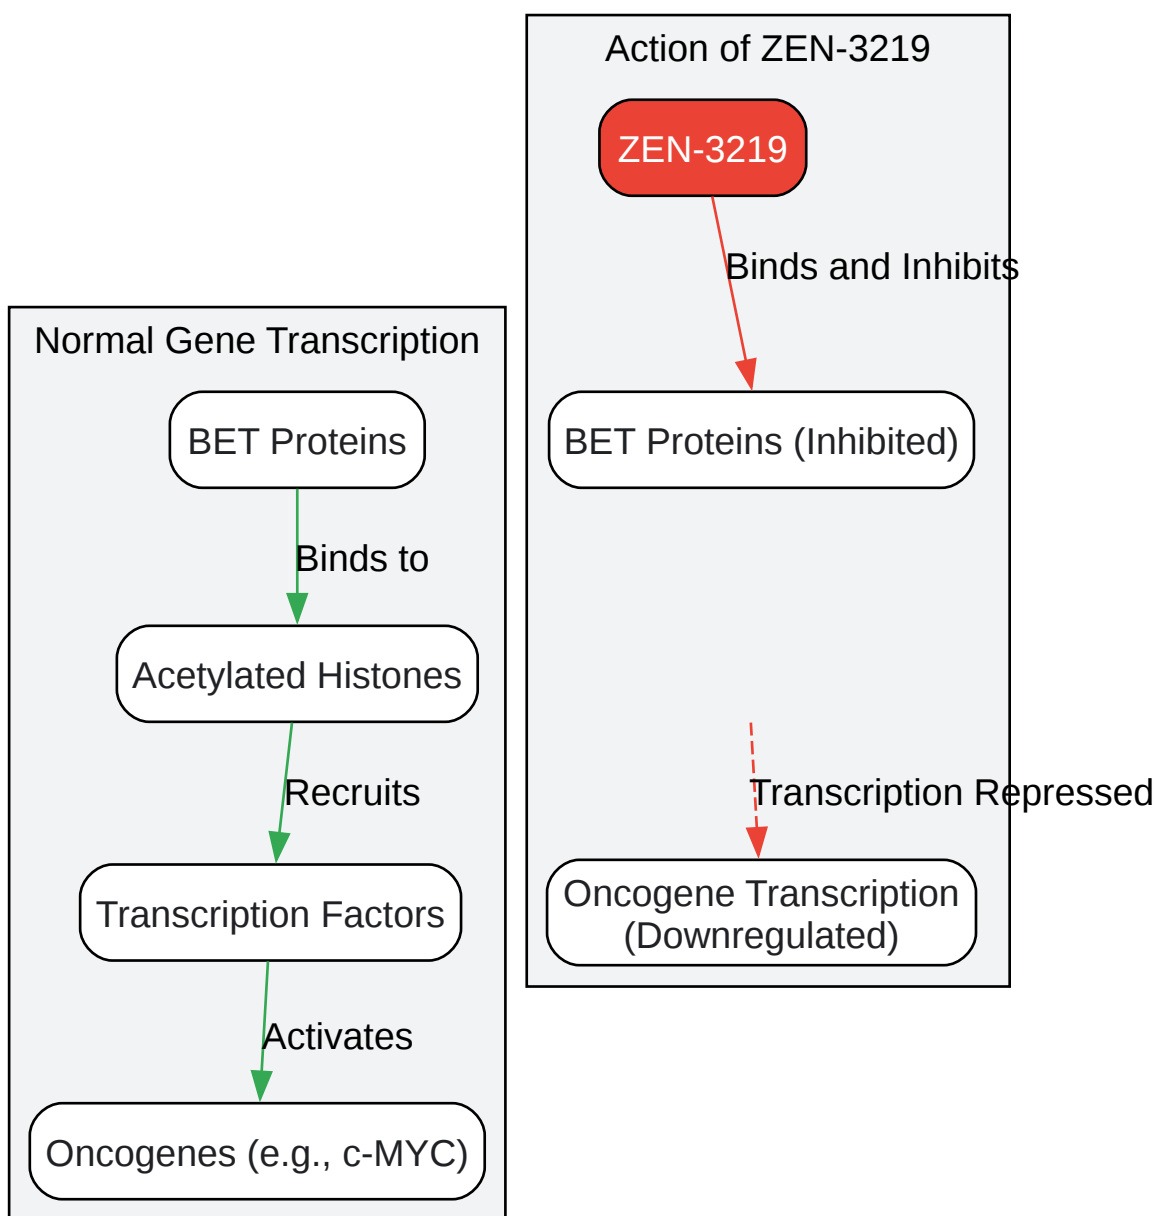 Action of ZEN-3219
ZEN-3219
Binds and Inhibits
BET Proteins (Inhibited)
Transcription Repressed
Oncogene Transcription
(Downregulated)
Normal Gene Transcription
BET Proteins
Binds to
Acetylated Histones
Recruits
Transcription Factors
Activates
Oncogenes (e.g., c-MYC)